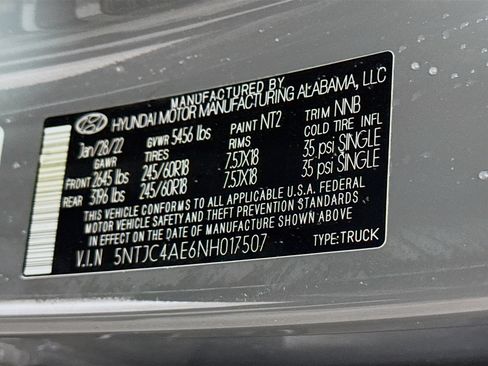 MANUFACTURED BY
HYUNDAI MOTOR MANUFACTURING ALABAMA, LLC
Jan/28/22 GVWR 5456 lbs PAINT NT2 TRIM NNB
GAWR TIRES RIMS COLD TIRE INFL
FRONT 2645 lbs 245/60R18 7.5JX18 35 psi SINGLE
REAR 3196 lbs 245/60R18 7.5JX18 35 psi SINGLE
THIS VEHICLE CONFORMS TO ALL APPLICABLE U.S.A. FEDERAL
MOTOR VEHICLE SAFETY AND THEFT PREVENTION STANDARDS
IN EFFECT ON THE DATE OF MANUFACTURE SHOWN ABOVE
V.I.N 5NTJC4AE6NH017507 TYPE:TRUCK